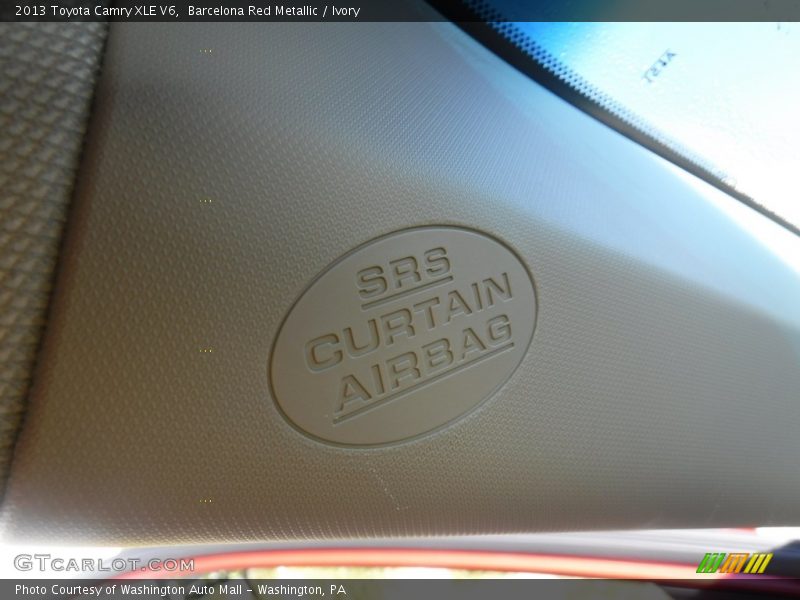 2013 Toyota Camry XLE V6,  Barcelona Red Metallic / Ivory
SRS
CURTAIN
AIRBAG
GTCARLOT.COM
Photo Courtesy of Washington Auto Mall - Washington, PA